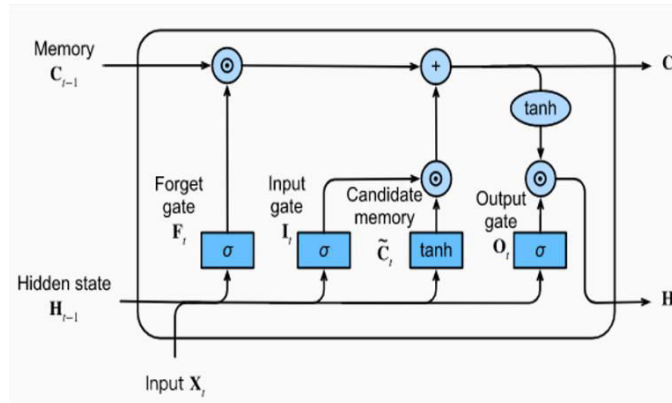 Memory
C_{t−1}
⊙
+
C
tanh
Forget
gate
F_t
Input
gate
I_t
Candidate
memory
C̃_t
⊙
Output
gate
O_t
⊙
σ
σ
tanh
σ
Hidden state
H_{t−1}
H
Input X_t